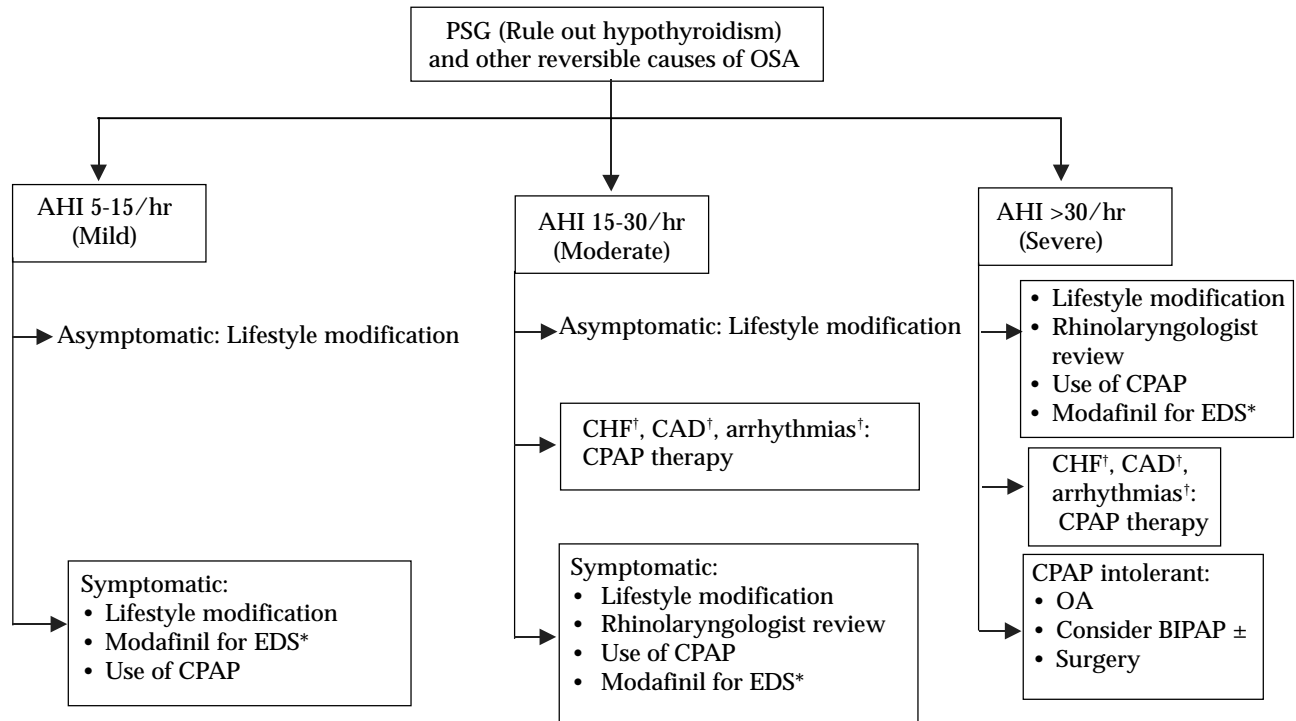 PSG (Rule out hypothyroidism)
and other reversible causes of OSA
AHI 5-15/hr
(Mild)
Asymptomatic: Lifestyle modification
Symptomatic:
• Lifestyle modification
• Modafinil for EDS*
• Use of CPAP
AHI 15-30/hr
(Moderate)
Asymptomatic: Lifestyle modification
CHF†, CAD†, arrhythmias†:
CPAP therapy
Symptomatic:
• Lifestyle modification
• Rhinolaryngologist review
• Use of CPAP
• Modafinil for EDS*
AHI >30/hr
(Severe)
• Lifestyle modification
• Rhinolaryngologist
review
• Use of CPAP
• Modafinil for EDS*
CHF†, CAD†,
arrhythmias†:
CPAP therapy
CPAP intolerant:
• OA
• Consider BIPAP ±
• Surgery